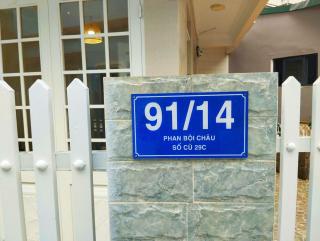 91/14
PHAN BỘI CHÂU
SỐ CŨ 29C